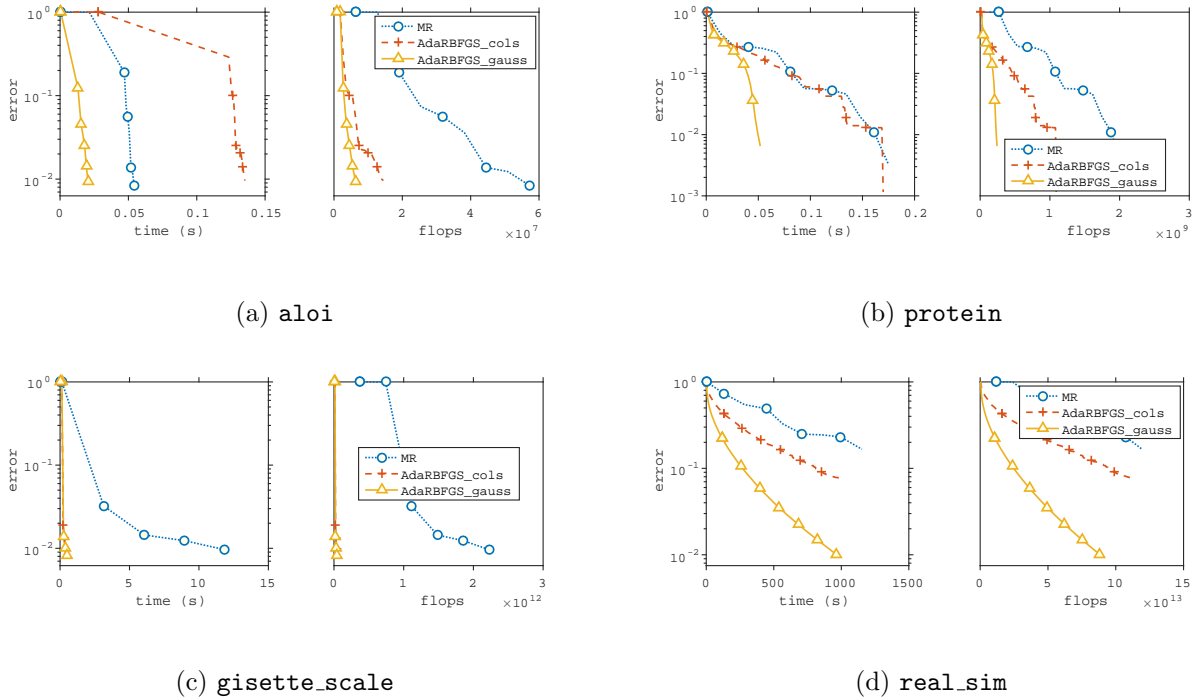 10^0
10^-1
10^-2
error
0
0.05
0.1
0.15
time (s)
MR
AdaRBFGS_cols
AdaRBFGS_gauss
0
2
4
6
flops
×10^7
(a) aloi
10^0
10^-1
10^-2
10^-3
error
0
0.05
0.1
0.15
0.2
time (s)
MR
AdaRBFGS_cols
AdaRBFGS_gauss
0
1
2
3
flops
×10^9
(b) protein
10^0
10^-1
10^-2
error
0
5
10
15
time (s)
MR
AdaRBFGS_cols
AdaRBFGS_gauss
0
1
2
3
flops
×10^12
(c) gisette_scale
10^0
10^-1
10^-2
error
0
500
1000
1500
time (s)
MR
AdaRBFGS_cols
AdaRBFGS_gauss
0
5
10
15
flops
×10^13
(d) real_sim